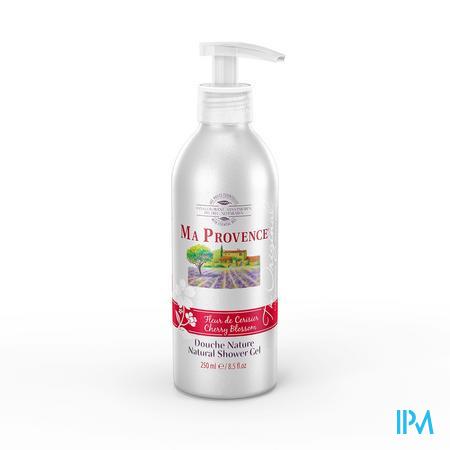 MA PROVENCE
Fleur de Cerisier
Cherry Blossom
Douche Nature
Natural Shower Gel
250 ml ℮/ 8.5 fl.oz
IPM